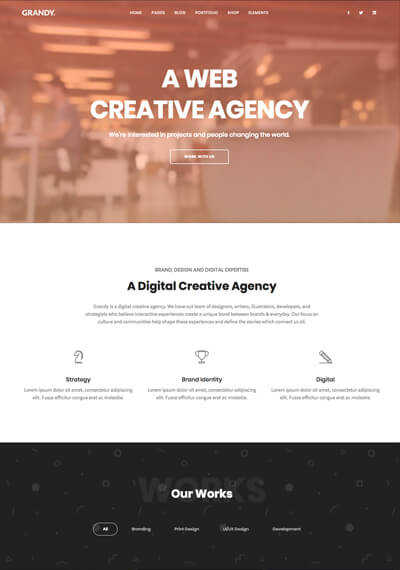 GRANDY.
HOME PAGES BLOG PORTFOLIO SHOP ELEMENTS
A WEB
CREATIVE AGENCY
We're interested in projects and people changing the world.
WORK WITH US
BRAND, DESIGN AND DIGITAL EXPERTISE
A Digital Creative Agency
Grandy is a digital creative agency. We have out team of designers, writers, illustrators, developers, and
strategists who believe interactive experiences create a unique bond between brands & everyday. Our focus on
culture and communities help shape these experiences and define the stories which connect us all.
Strategy
Lorem ipsum dolor sit amet, consectetur adipiscing
elit. Fusce efficitur congue erat ac molestie.
Brand Identity
Lorem ipsum dolor sit amet, consectetur adipiscing
elit. Fusce efficitur congue erat ac molestie.
Digital
Lorem ipsum dolor sit amet, consectetur adipiscing
elit. Fusce efficitur congue erat ac molestie.
WORKS
Our Works
All Branding Print Design UI/UX Design Development